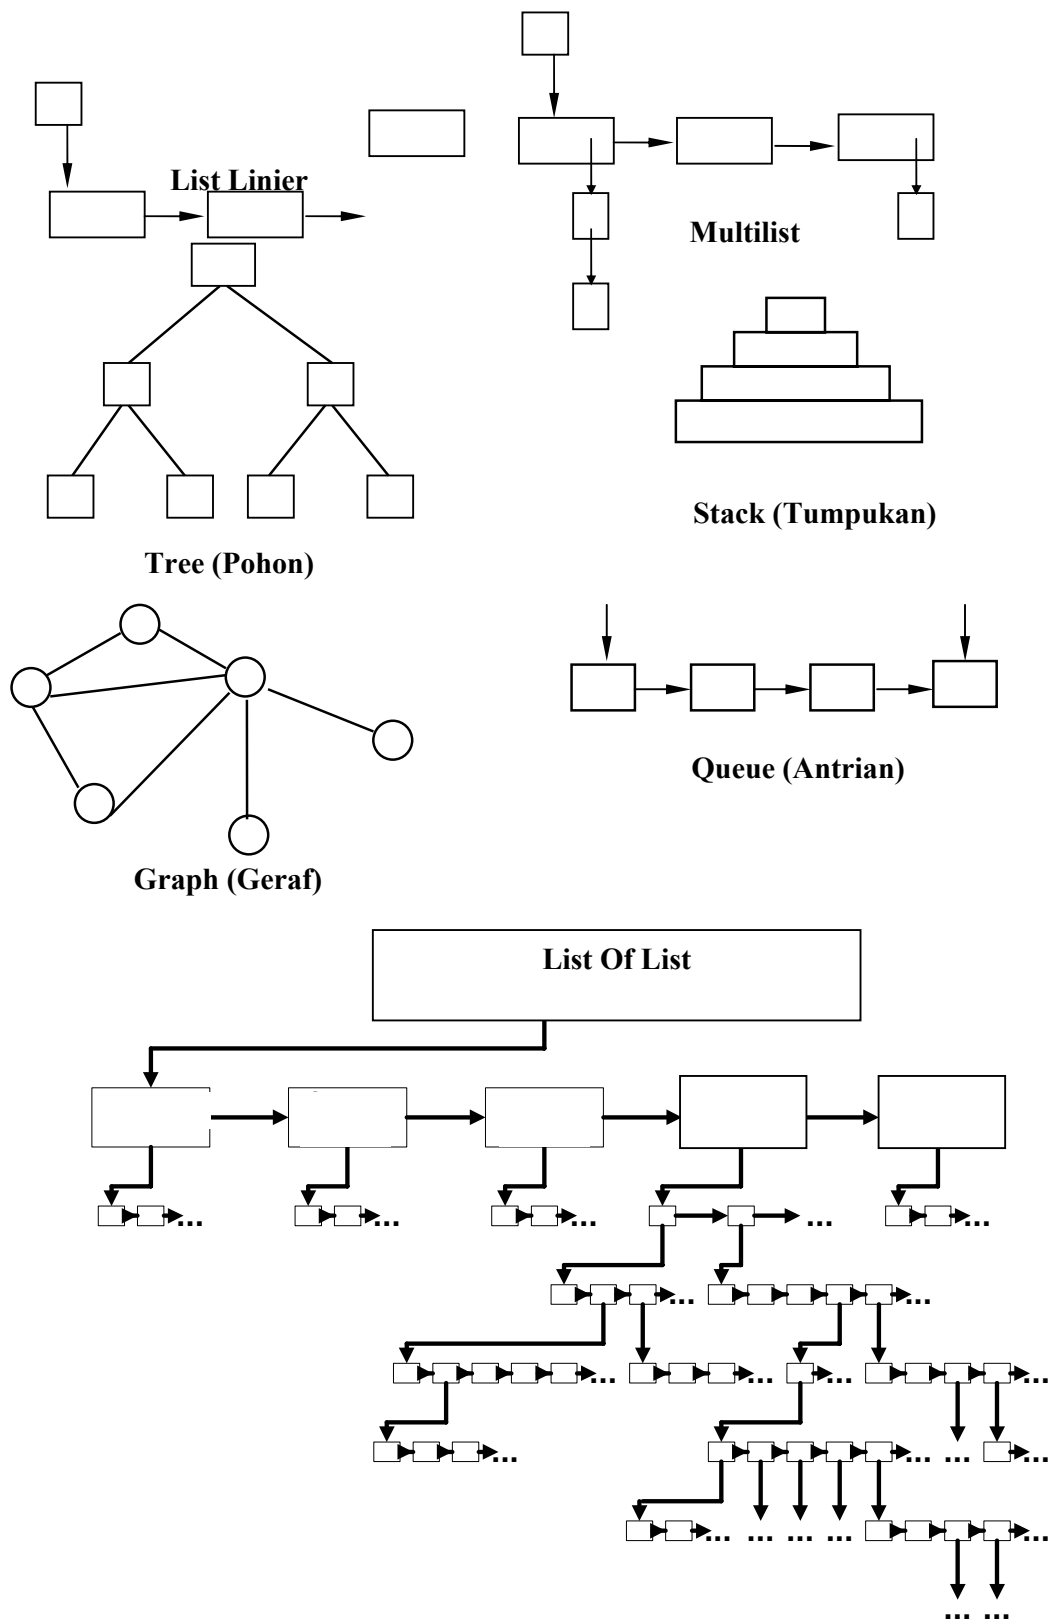 List Linier
Multilist
Stack (Tumpukan)
Tree (Pohon)
Queue (Antrian)
Graph (Geraf)
List Of List
... ... ... ... ...
... ...
... ... ... ...
... ... ... ...
... ... ... ... ...
... ...